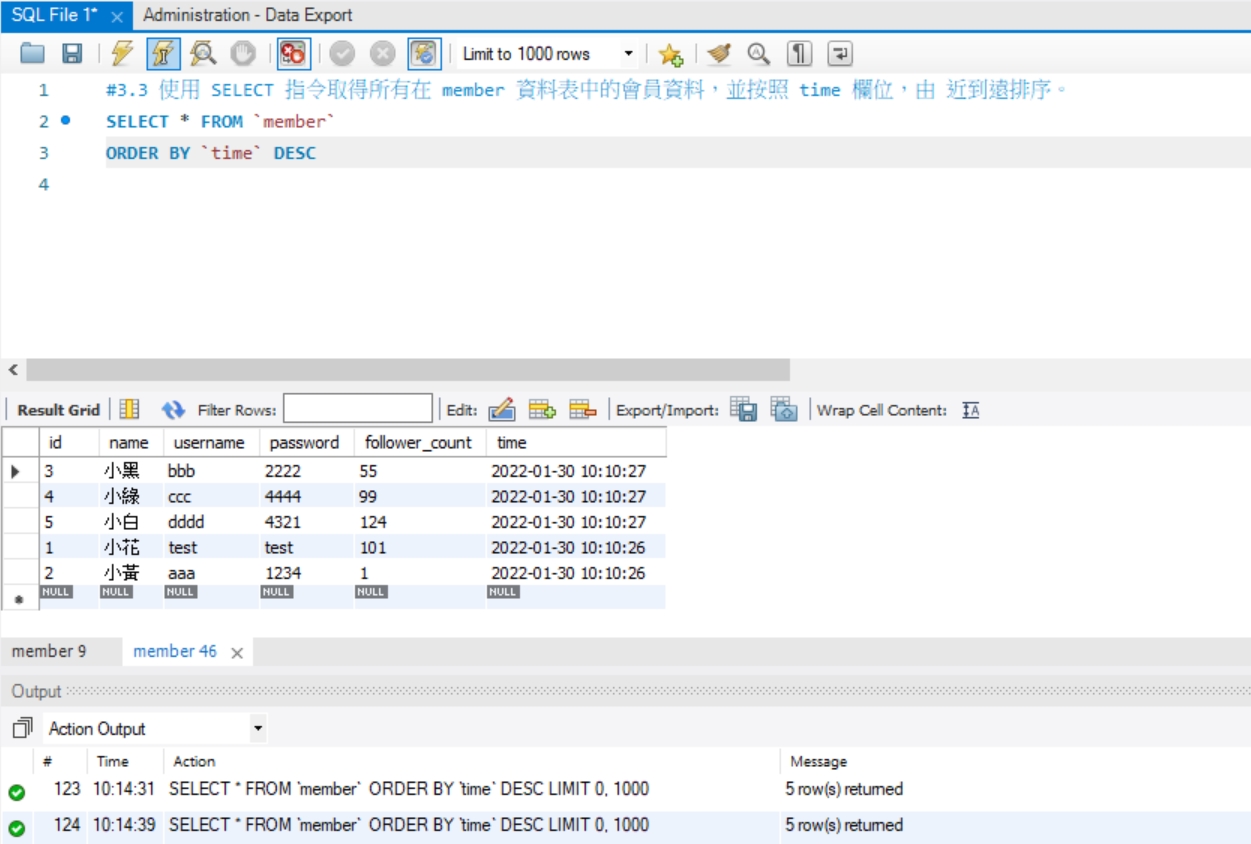 SQL File 1* × Administration - Data Export
Limit to 1000 rows
1 #3.3 使用 SELECT 指令取得所有在 member 資料表中的會員資料，並按照 time 欄位，由 近到遠排序。
2 SELECT * FROM `member`
3 ORDER BY `time` DESC
4
Result Grid Filter Rows: Edit: Export/Import: Wrap Cell Content: IA
id name username password follower_count time
3 小黑 bbb 2222 55 2022-01-30 10:10:27
4 小綠 ccc 4444 99 2022-01-30 10:10:27
5 小白 dddd 4321 124 2022-01-30 10:10:27
1 小花 test test 101 2022-01-30 10:10:26
2 小黃 aaa 1234 1 2022-01-30 10:10:26
NULL NULL NULL NULL NULL NULL
member 9 member 46 ×
Output
Action Output
# Time Action Message
123 10:14:31 SELECT * FROM `member` ORDER BY `time` DESC LIMIT 0, 1000 5 row(s) returned
124 10:14:39 SELECT * FROM `member` ORDER BY `time` DESC LIMIT 0, 1000 5 row(s) returned